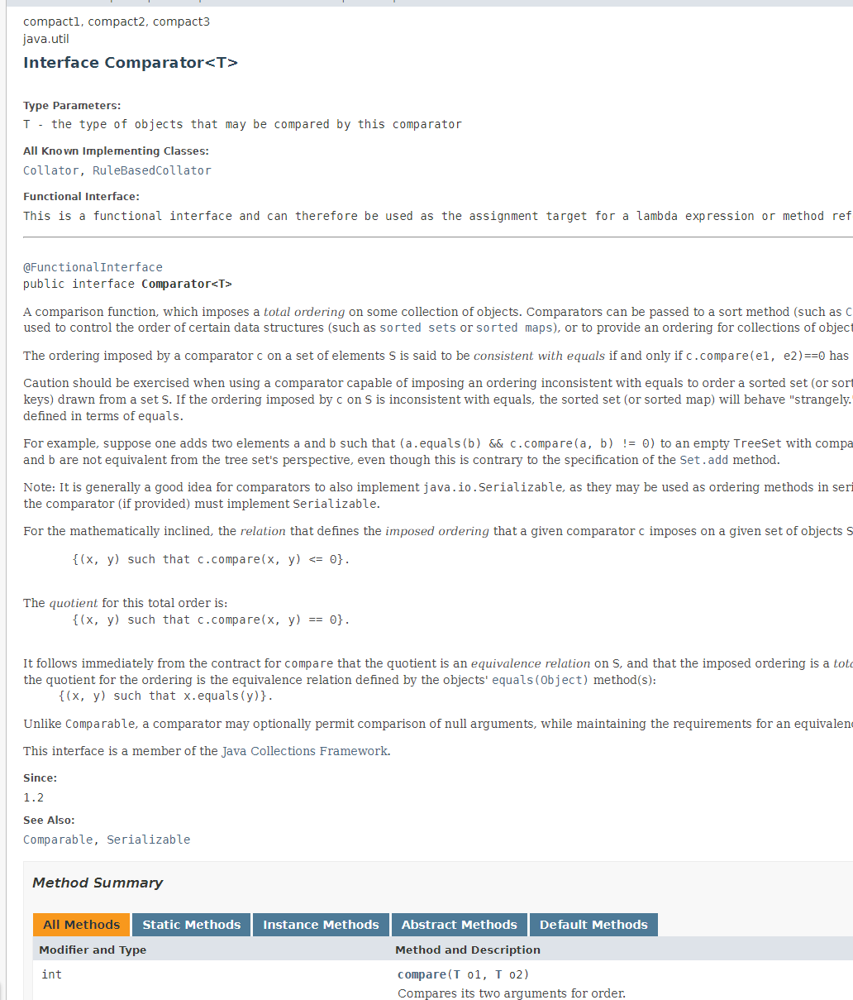 compact1, compact2, compact3
java.util
Interface Comparator<T>
Type Parameters:
T - the type of objects that may be compared by this comparator
All Known Implementing Classes:
Collator, RuleBasedCollator
Functional Interface:
This is a functional interface and can therefore be used as the assignment target for a lambda expression or method ref
@FunctionalInterface
public interface Comparator<T>
A comparison function, which imposes a total ordering on some collection of objects. Comparators can be passed to a sort method (such as C
used to control the order of certain data structures (such as sorted sets or sorted maps), or to provide an ordering for collections of object
The ordering imposed by a comparator c on a set of elements S is said to be consistent with equals if and only if c.compare(e1, e2)==0 has
Caution should be exercised when using a comparator capable of imposing an ordering inconsistent with equals to order a sorted set (or sort
keys) drawn from a set S. If the ordering imposed by c on S is inconsistent with equals, the sorted set (or sorted map) will behave "strangely."
defined in terms of equals.
For example, suppose one adds two elements a and b such that (a.equals(b) && c.compare(a, b) != 0) to an empty TreeSet with compa
and b are not equivalent from the tree set's perspective, even though this is contrary to the specification of the Set.add method.
Note: It is generally a good idea for comparators to also implement java.io.Serializable, as they may be used as ordering methods in seri
the comparator (if provided) must implement Serializable.
For the mathematically inclined, the relation that defines the imposed ordering that a given comparator c imposes on a given set of objects S
{(x, y) such that c.compare(x, y) <= 0}.
The quotient for this total order is:
{(x, y) such that c.compare(x, y) == 0}.
It follows immediately from the contract for compare that the quotient is an equivalence relation on S, and that the imposed ordering is a tota
the quotient for the ordering is the equivalence relation defined by the objects' equals(Object) method(s):
{(x, y) such that x.equals(y)}.
Unlike Comparable, a comparator may optionally permit comparison of null arguments, while maintaining the requirements for an equivalenc
This interface is a member of the Java Collections Framework.
Since:
1.2
See Also:
Comparable, Serializable
Method Summary
All Methods Static Methods Instance Methods Abstract Methods Default Methods
Modifier and Type Method and Description
int compare(T o1, T o2)
Compares its two arguments for order.